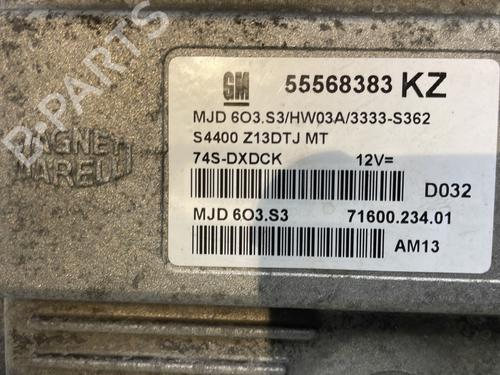 B-PARTS
GM
55568383 KZ
MJD 6O3.S3/HW03A/3333-S362
S4400 Z13DTJ MT
74S-DXDCK 12V=
D032
MJD 6O3.S3 71600.234.01
AM13
MAGNETI
MARELLI